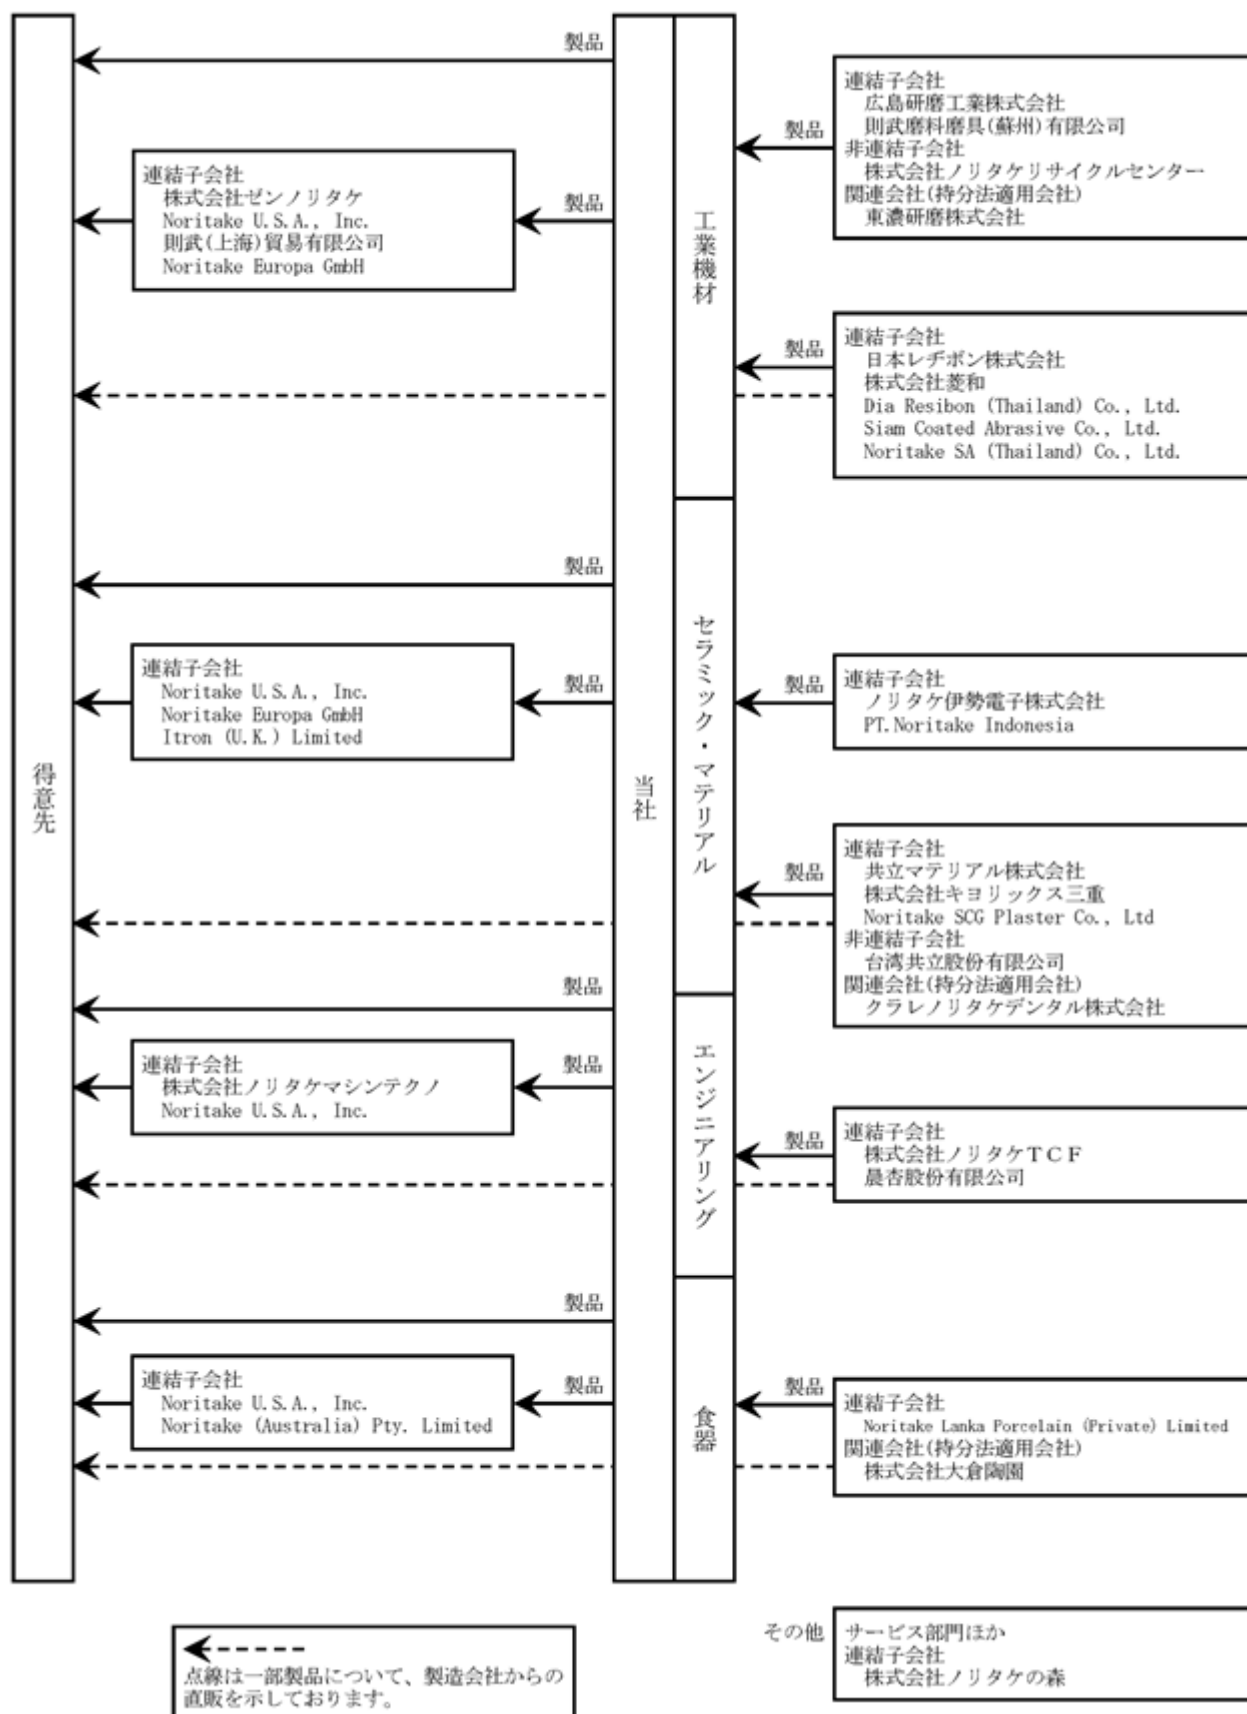 製品
連結子会社
広島研磨工業株式会社
則武磨料磨具(蘇州)有限公司
非連結子会社
株式会社ノリタケリサイクルセンター
関連会社(持分法適用会社)
東濃研磨株式会社
製品
連結子会社
株式会社ゼンノリタケ
Noritake U.S.A., Inc.
則武(上海)貿易有限公司
Noritake Europa GmbH
製品
工業機材
連結子会社
日本レヂボン株式会社
株式会社菱和
Dia Resibon (Thailand) Co., Ltd.
Siam Coated Abrasive Co., Ltd.
Noritake SA (Thailand) Co., Ltd.
製品
製品
連結子会社
Noritake U.S.A., Inc.
Noritake Europa GmbH
Itron (U.K.) Limited
製品
セラミック・マテリアル
製品
連結子会社
ノリタケ伊勢電子株式会社
PT.Noritake Indonesia
得意先
当社
製品
連結子会社
共立マテリアル株式会社
株式会社キヨリックス三重
Noritake SCG Plaster Co., Ltd
非連結子会社
台湾共立股份有限公司
関連会社(持分法適用会社)
クラレノリタケデンタル株式会社
製品
連結子会社
株式会社ノリタケマシンテクノ
Noritake U.S.A., Inc.
製品
エンジニアリング
製品
連結子会社
株式会社ノリタケTCF
晨杏股份有限公司
製品
連結子会社
Noritake U.S.A., Inc.
Noritake (Australia) Pty. Limited
製品
食器
製品
連結子会社
Noritake Lanka Porcelain (Private) Limited
関連会社(持分法適用会社)
株式会社大倉陶園
点線は一部製品について、製造会社からの
直販を示しております。
その他
サービス部門ほか
連結子会社
株式会社ノリタケの森